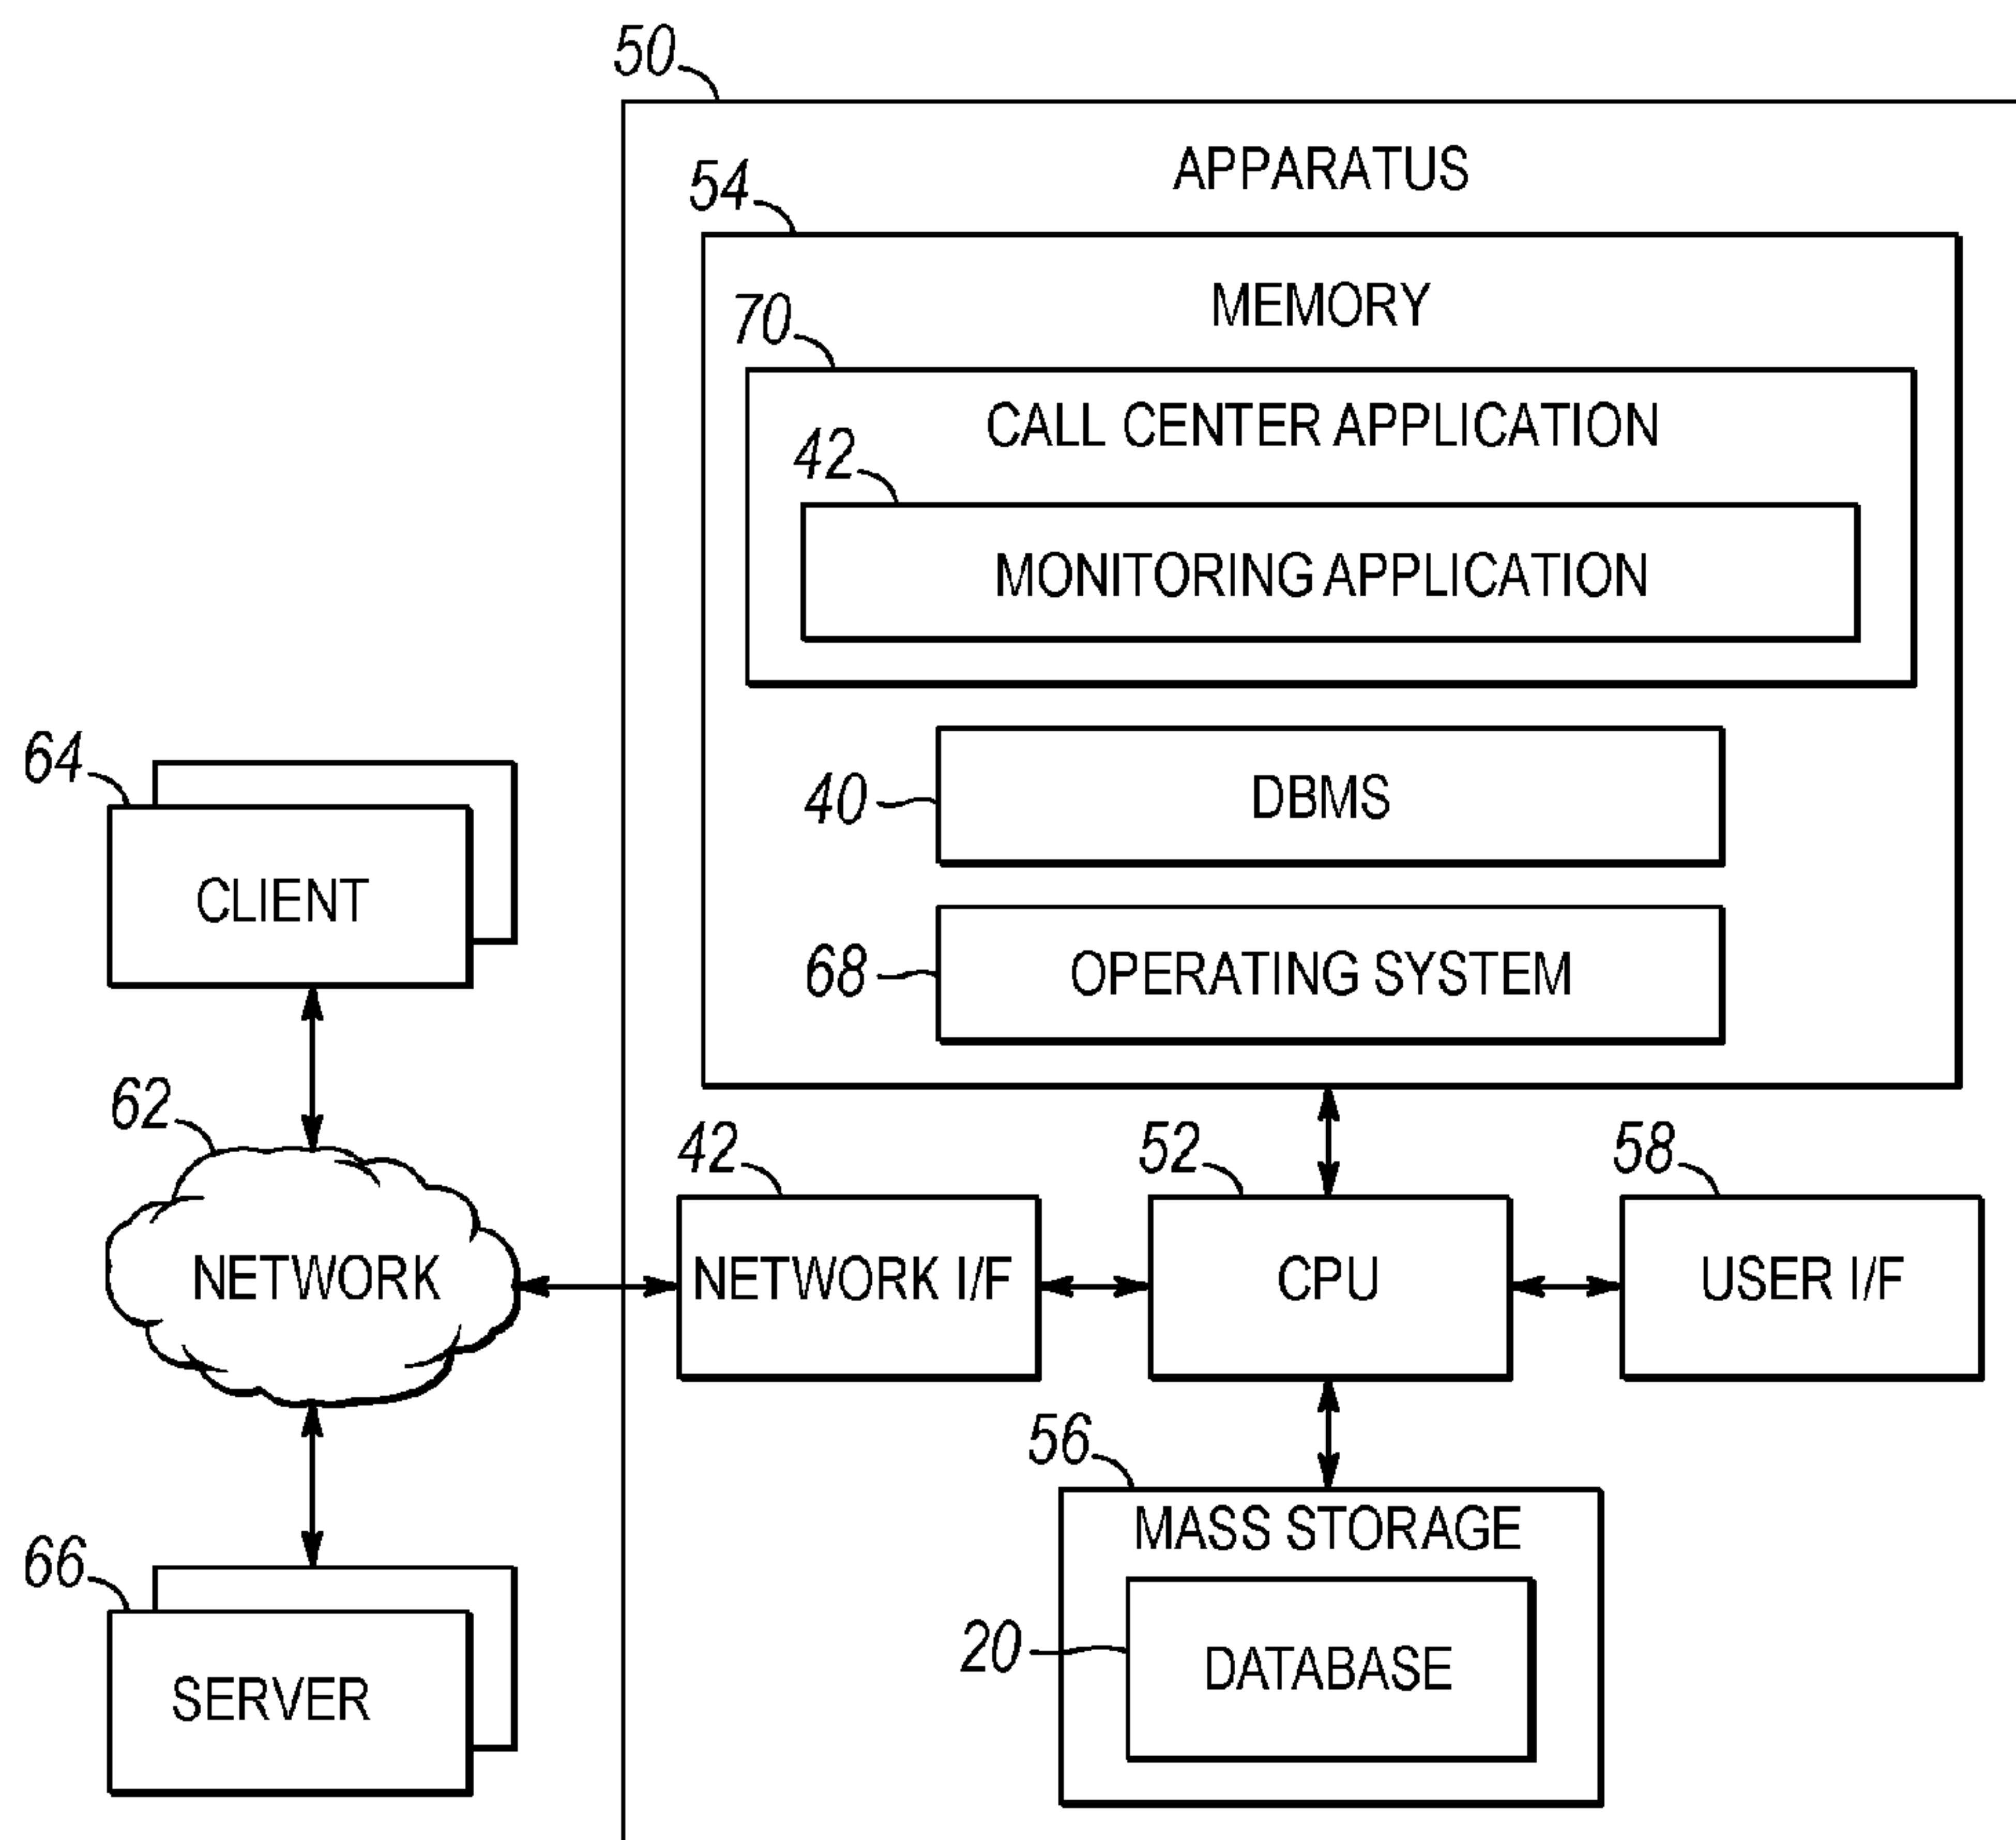 50
APPARATUS
54
MEMORY
70
CALL CENTER APPLICATION
42
MONITORING APPLICATION
64
CLIENT
40
DBMS
68
OPERATING SYSTEM
62
NETWORK
42
NETWORK I/F
52
CPU
58
USER I/F
56
MASS STORAGE
20
DATABASE
66
SERVER